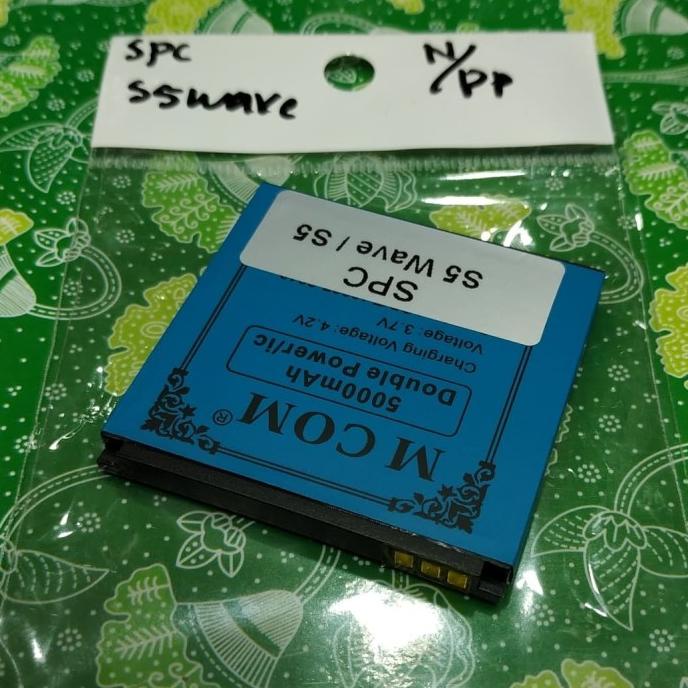 SPC
S5wave
N/PP
M COM®
5000mAh
Double Power/ic
Charging Voltage: 4.2V
Voltage: 3.7V
SPC
S5 Wave / S5